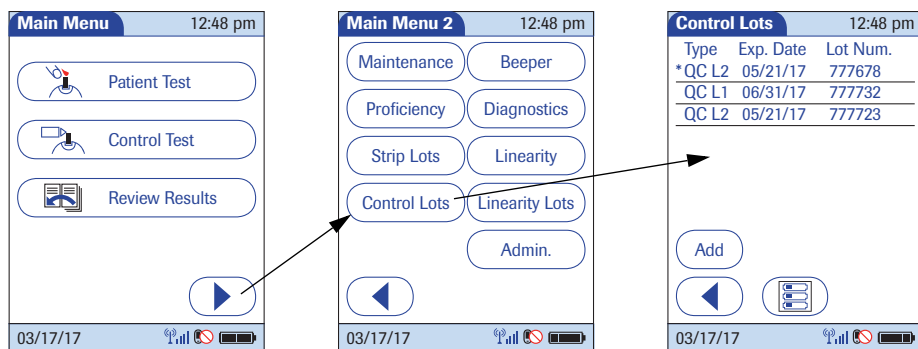 Main Menu 12:48 pm
Patient Test
Control Test
Review Results
03/17/17
Main Menu 2 12:48 pm
Maintenance Beeper
Proficiency Diagnostics
Strip Lots Linearity
Control Lots Linearity Lots
Admin.
03/17/17
Control Lots 12:48 pm
Type Exp. Date Lot Num.
*QC L2 05/21/17 777678
QC L1 06/31/17 777732
QC L2 05/21/17 777723
Add
03/17/17